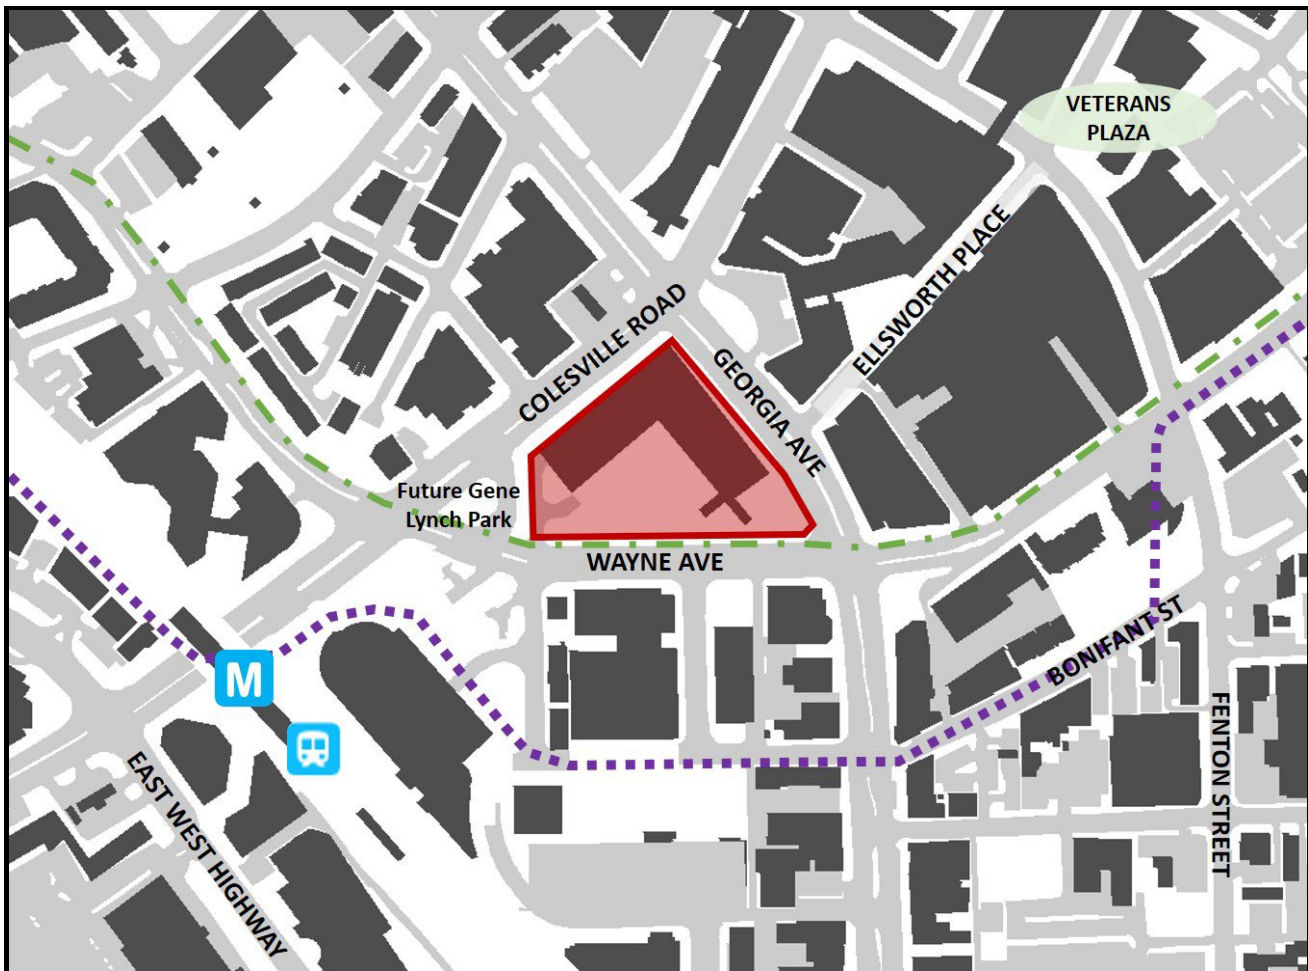 VETERANS
PLAZA
ELLSWORTH PLACE
COLESVILLE ROAD
GEORGIA AVE
Future Gene
Lynch Park
WAYNE AVE
BONIFANT ST
M
FENTON STREET
EAST WEST HIGHWAY